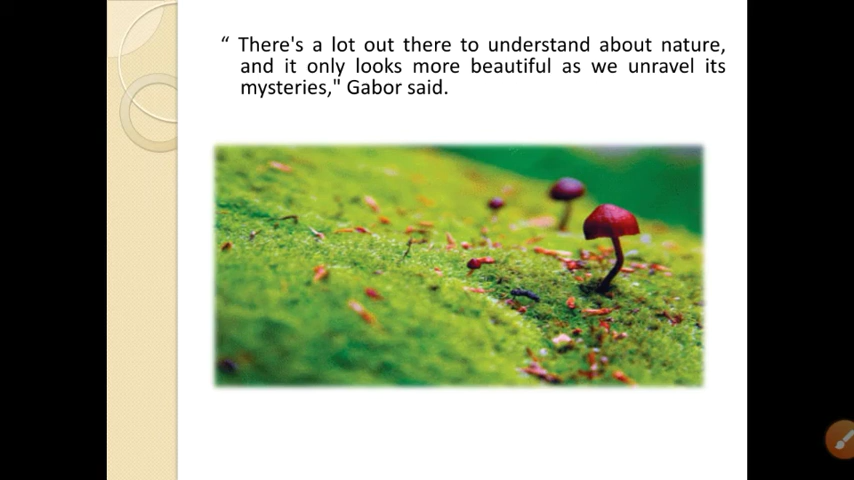 “ There's a lot out there to understand about nature,
and it only looks more beautiful as we unravel its
mysteries," Gabor said.